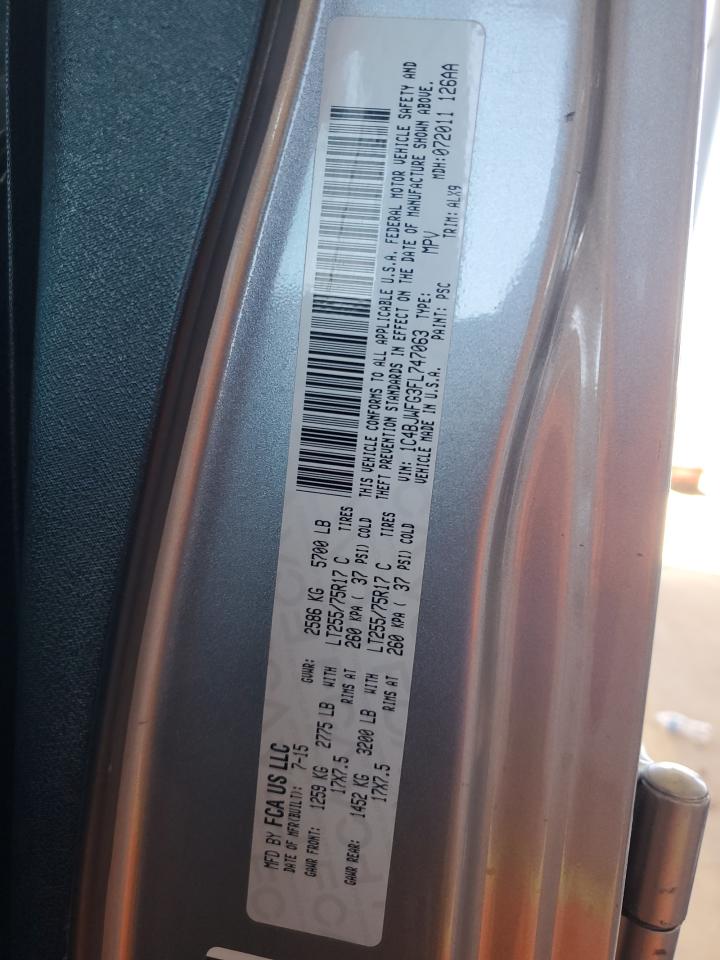 MFD BY FCA US LLC
DATE OF MFR(BUILT): 7-15 GVWR: 2586 KG 5700 LB
GAWR FRONT: 1259 KG 2775 LB WITH LT255/75R17 C TIRES
17X7.5 RIMS AT 260 KPA ( 37 PSI) COLD
GAWR REAR: 1452 KG 3200 LB WITH LT255/75R17 C TIRES
17X7.5 RIMS AT 260 KPA ( 37 PSI) COLD
THIS VEHICLE CONFORMS TO ALL APPLICABLE U.S.A. FEDERAL MOTOR VEHICLE SAFETY AND
THEFT PREVENTION STANDARDS IN EFFECT ON THE DATE OF MANUFACTURE SHOWN ABOVE.
VIN: 1C4BJWFG3FL747063 TYPE: MPV MDH:072011 126AA
VEHICLE MADE IN U.S.A. PAINT: PSC TRIM: ALX9